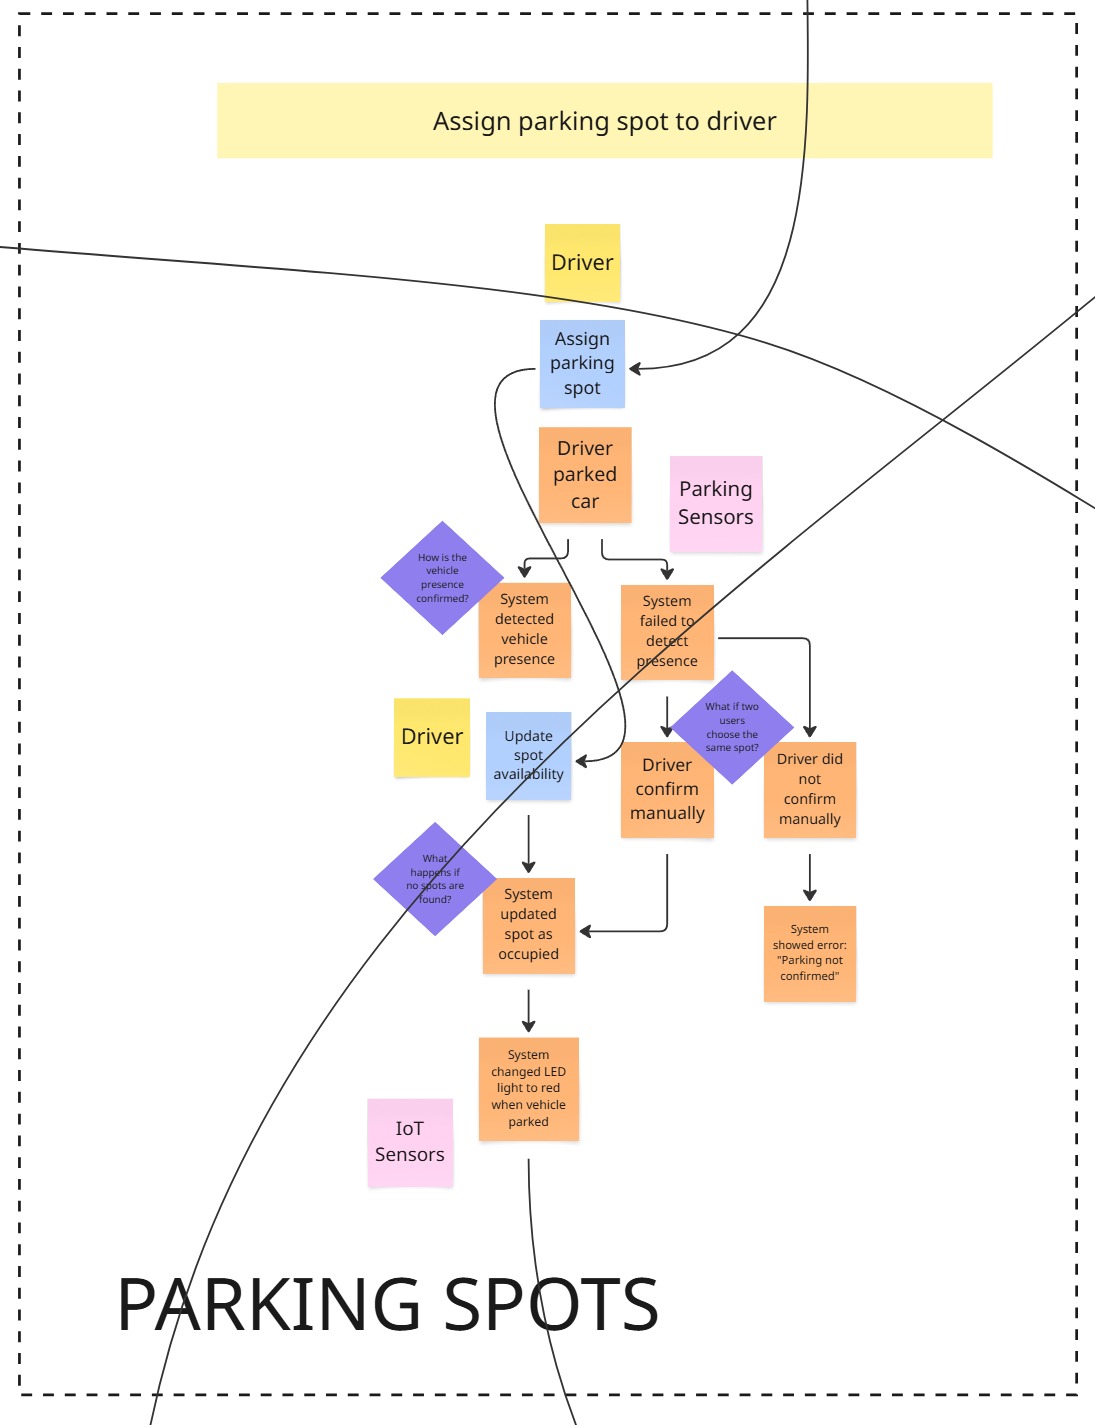 Assign parking spot to driver
Driver
Assign
parking
spot
Driver
parked
car
Parking
Sensors
How is the
vehicle
presence
confirmed?
System
detected
vehicle
presence
System
failed to
detect
presence
What if two
users
choose the
same spot?
Driver
Update
spot
availability
Driver
confirm
manually
Driver did
not
confirm
manually
What
happens if
no spots are
found?
System
updated
spot as
occupied
System
showed error:
"Parking not
confirmed"
System
changed LED
light to red
when vehicle
parked
IoT
Sensors
PARKING SPOTS